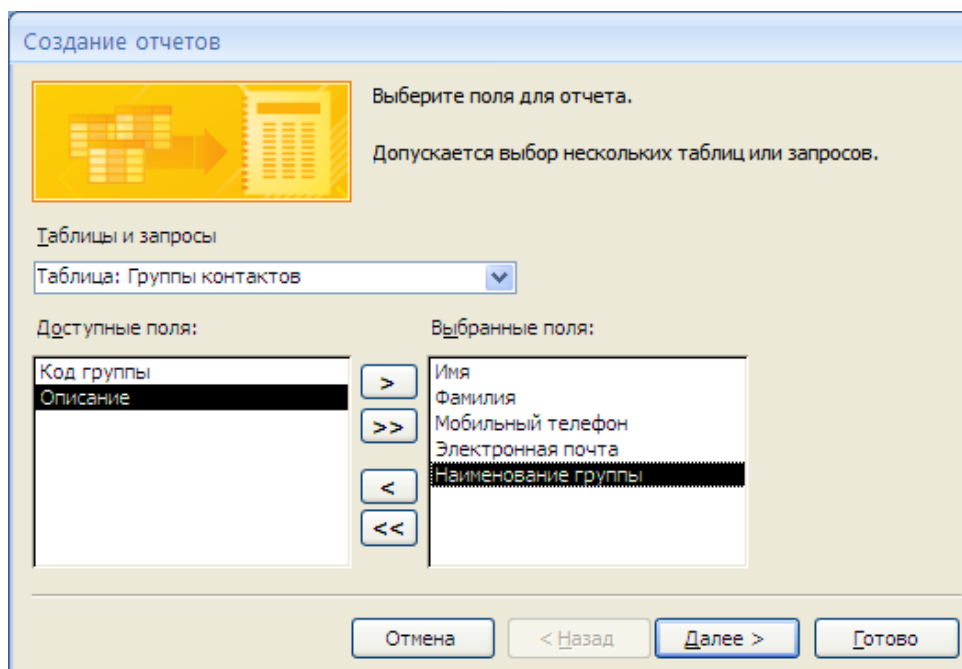 Создание отчетов
Выберите поля для отчета.
Допускается выбор нескольких таблиц или запросов.
Таблицы и запросы
Таблица: Группы контактов
Доступные поля:
Код группы
Описание
>
>>
<
<<
Выбранные поля:
Имя
Фамилия
Мобильный телефон
Электронная почта
Наименование группы
Отмена
< Назад
Далее >
Готово